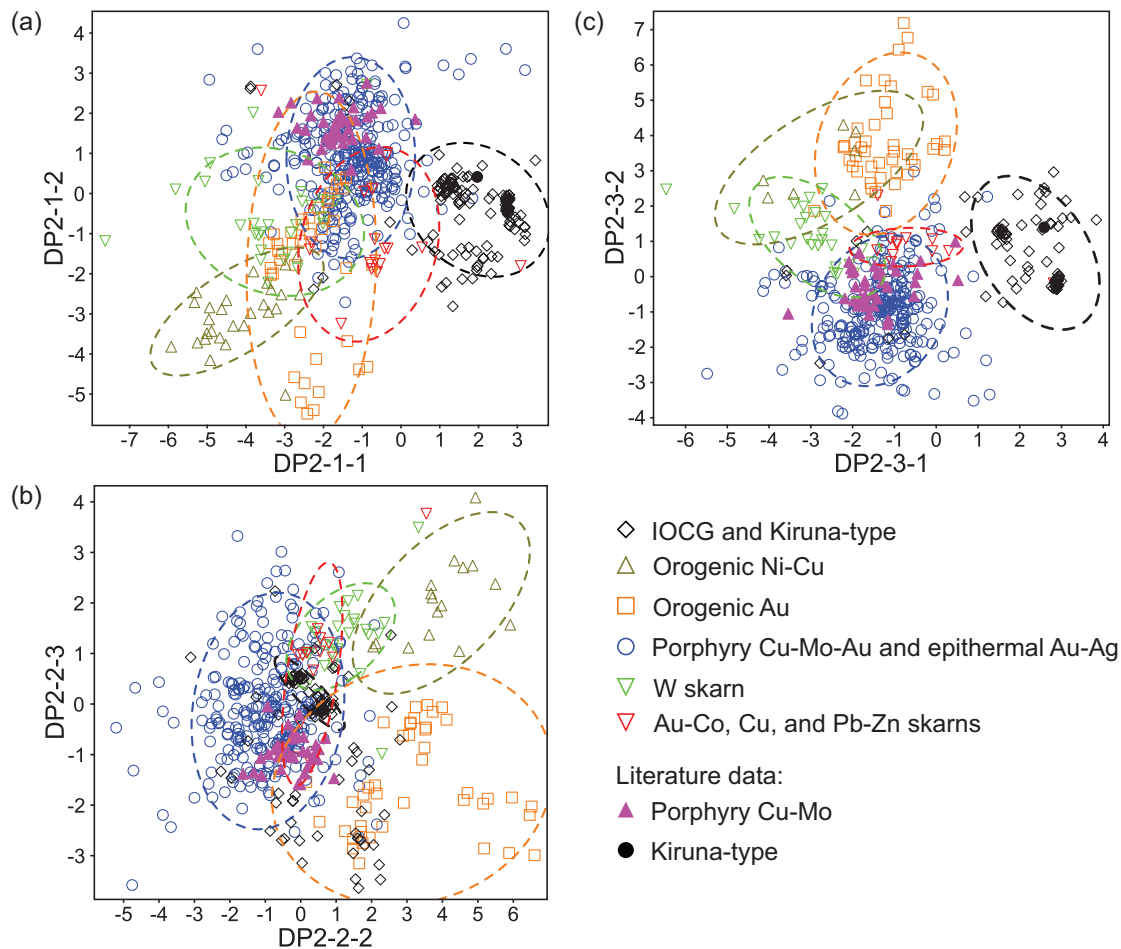 (a)
4
3
2
1
0
-1
-2
-3
-4
-5
DP2-1-2
-7 -6 -5 -4 -3 -2 -1 0 1 2 3
DP2-1-1
(c)
7
6
5
4
3
2
1
0
-1
-2
-3
-4
DP2-3-2
-6 -5 -4 -3 -2 -1 0 1 2 3 4
DP2-3-1
(b)
4
3
2
1
0
-1
-2
-3
DP2-2-3
-5 -4 -3 -2 -1 0 1 2 3 4 5 6
DP2-2-2
IOCG and Kiruna-type
Orogenic Ni-Cu
Orogenic Au
Porphyry Cu-Mo-Au and epithermal Au-Ag
W skarn
Au-Co, Cu, and Pb-Zn skarns
Literature data:
Porphyry Cu-Mo
Kiruna-type